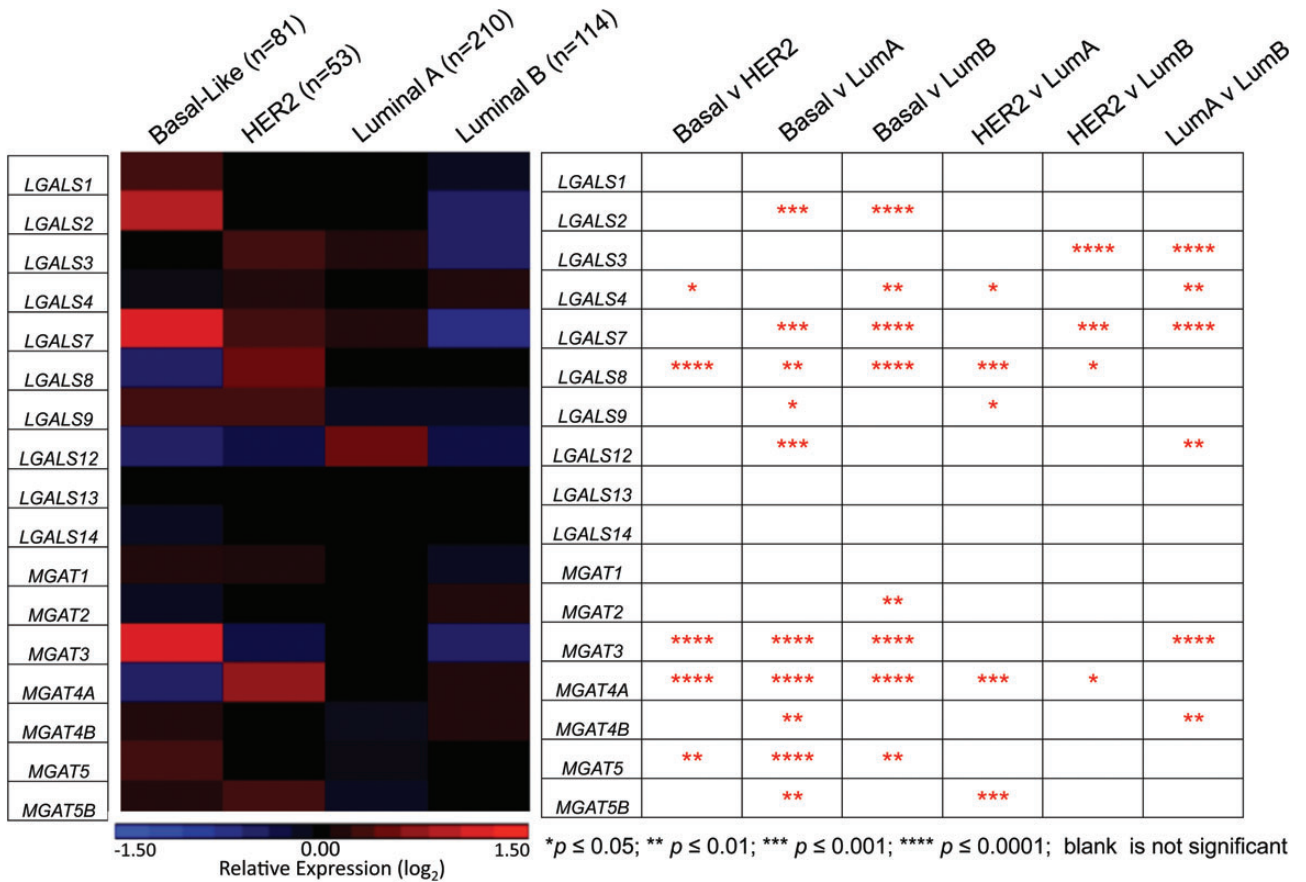 Basal-Like (n=81)
HER2 (n=53)
Luminal A (n=210)
Luminal B (n=114)
Basal v HER2
Basal v LumA
Basal v LumB
HER2 v LumA
HER2 v LumB
LumA v LumB
LGALS1
LGALS2
LGALS3
LGALS4
LGALS7
LGALS8
LGALS9
LGALS12
LGALS13
LGALS14
MGAT1
MGAT2
MGAT3
MGAT4A
MGAT4B
MGAT5
MGAT5B
LGALS1
LGALS2 *** ****
LGALS3 **** ****
LGALS4 * ** * **
LGALS7 *** **** *** ****
LGALS8 **** ** **** *** *
LGALS9 * *
LGALS12 *** **
LGALS13
LGALS14
MGAT1
MGAT2 **
MGAT3 **** **** **** ****
MGAT4A **** **** **** *** *
MGAT4B ** **
MGAT5 ** **** **
MGAT5B ** ***
-1.50 0.00 1.50
Relative Expression (log2)
*p ≤ 0.05; ** p ≤ 0.01; *** p ≤ 0.001; **** p ≤ 0.0001; blank is not significant